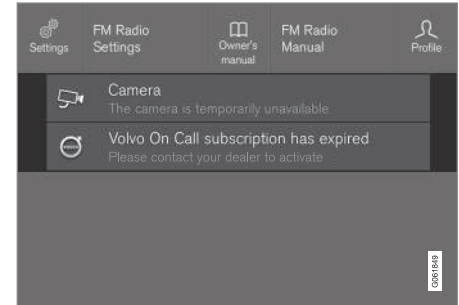 Settings
FM Radio
Settings
Owner's
manual
FM Radio
Manual
Profile
Camera
The camera is temporarily unavailable
Volvo On Call subscription has expired
Please contact your dealer to activate
G061849